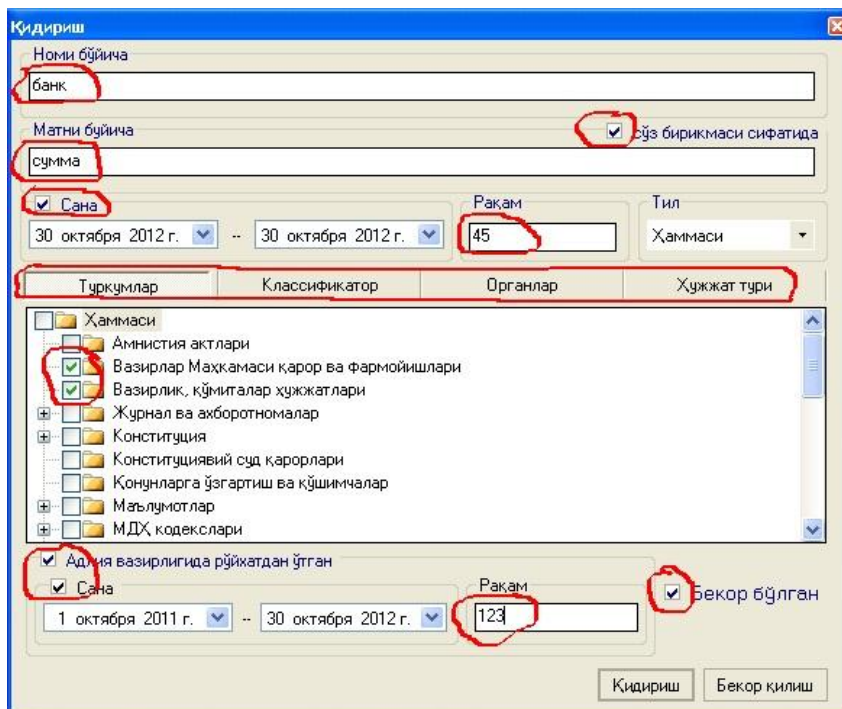 Қидириш
Номи бўйича
банк
Матни буйича
сўз бирикмаси сифатида
сумма
Сана
Рақам
Тил
30 октября 2012 г. -- 30 октября 2012 г.
45
Ҳаммаси
Туркумлар
Классификатор
Органлар
Ҳужжат тури
Ҳаммаси
Амнистия актлари
Вазирлар Маҳкамаси қарор ва фармойишлари
Вазирлик, қўмиталар ҳужжатлари
Журнал ва ахборотномалар
Конституция
Конституциявий суд қарорлари
Қонунларга ўзгартиш ва қўшимчалар
Маълумотлар
МДҲ кодекслари
Адлия вазирлигида рўйхатдан ўтган
Сана
Рақам
Бекор бўлган
1 октября 2011 г. -- 30 октября 2012 г.
123
Қидириш
Бекор қилиш